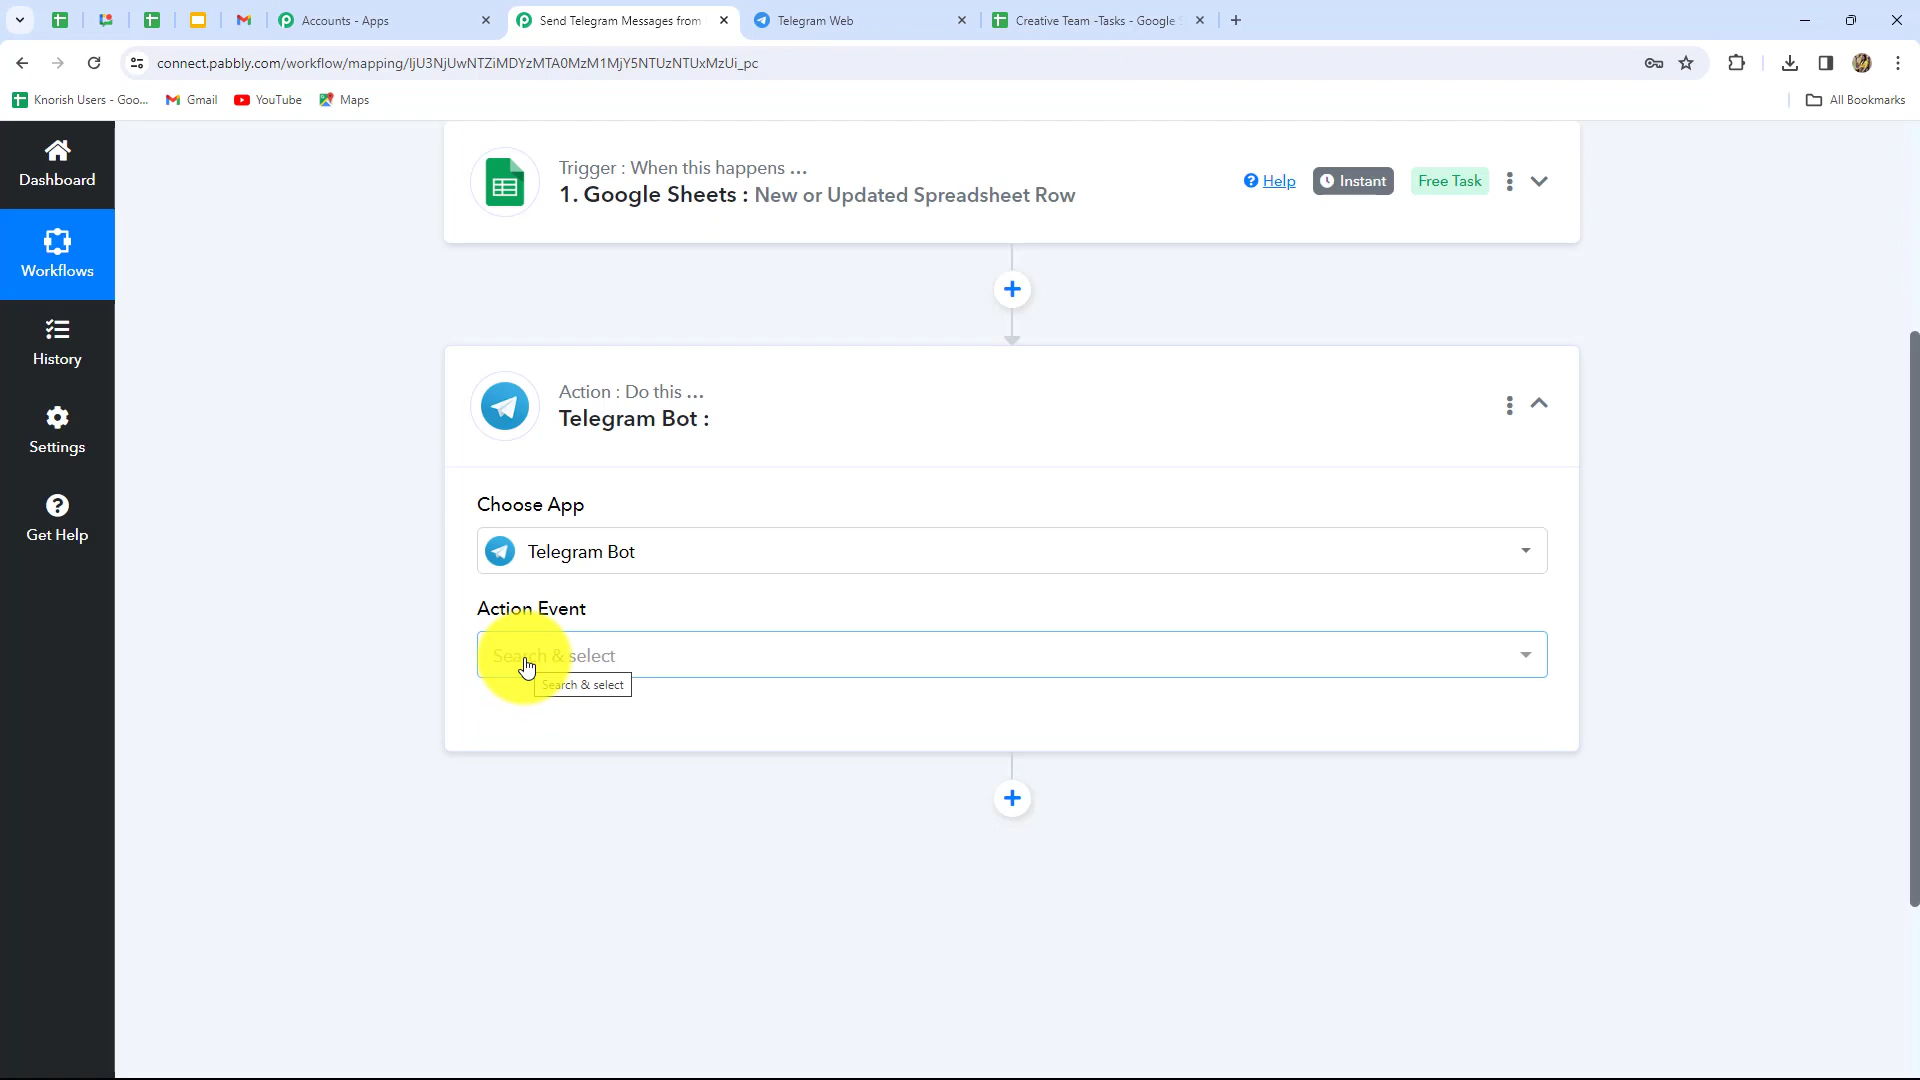 Accounts - Apps
Send Telegram Messages from
Telegram Web
Creative Team -Tasks - Google
connect.pabbly.com/workflow/mapping/IjU3NjUwNTZiMDYzMTA0MzM1MjY5NTUzNTUxMzUi_pc
Knorish Users - Goo...
Gmail
YouTube
Maps
All Bookmarks
Dashboard
Workflows
History
Settings
Get Help
Trigger : When this happens ...
1. Google Sheets : New or Updated Spreadsheet Row
Help
Instant
Free Task
Action : Do this ...
Telegram Bot :
Choose App
Telegram Bot
Action Event
Search & select
Search & select